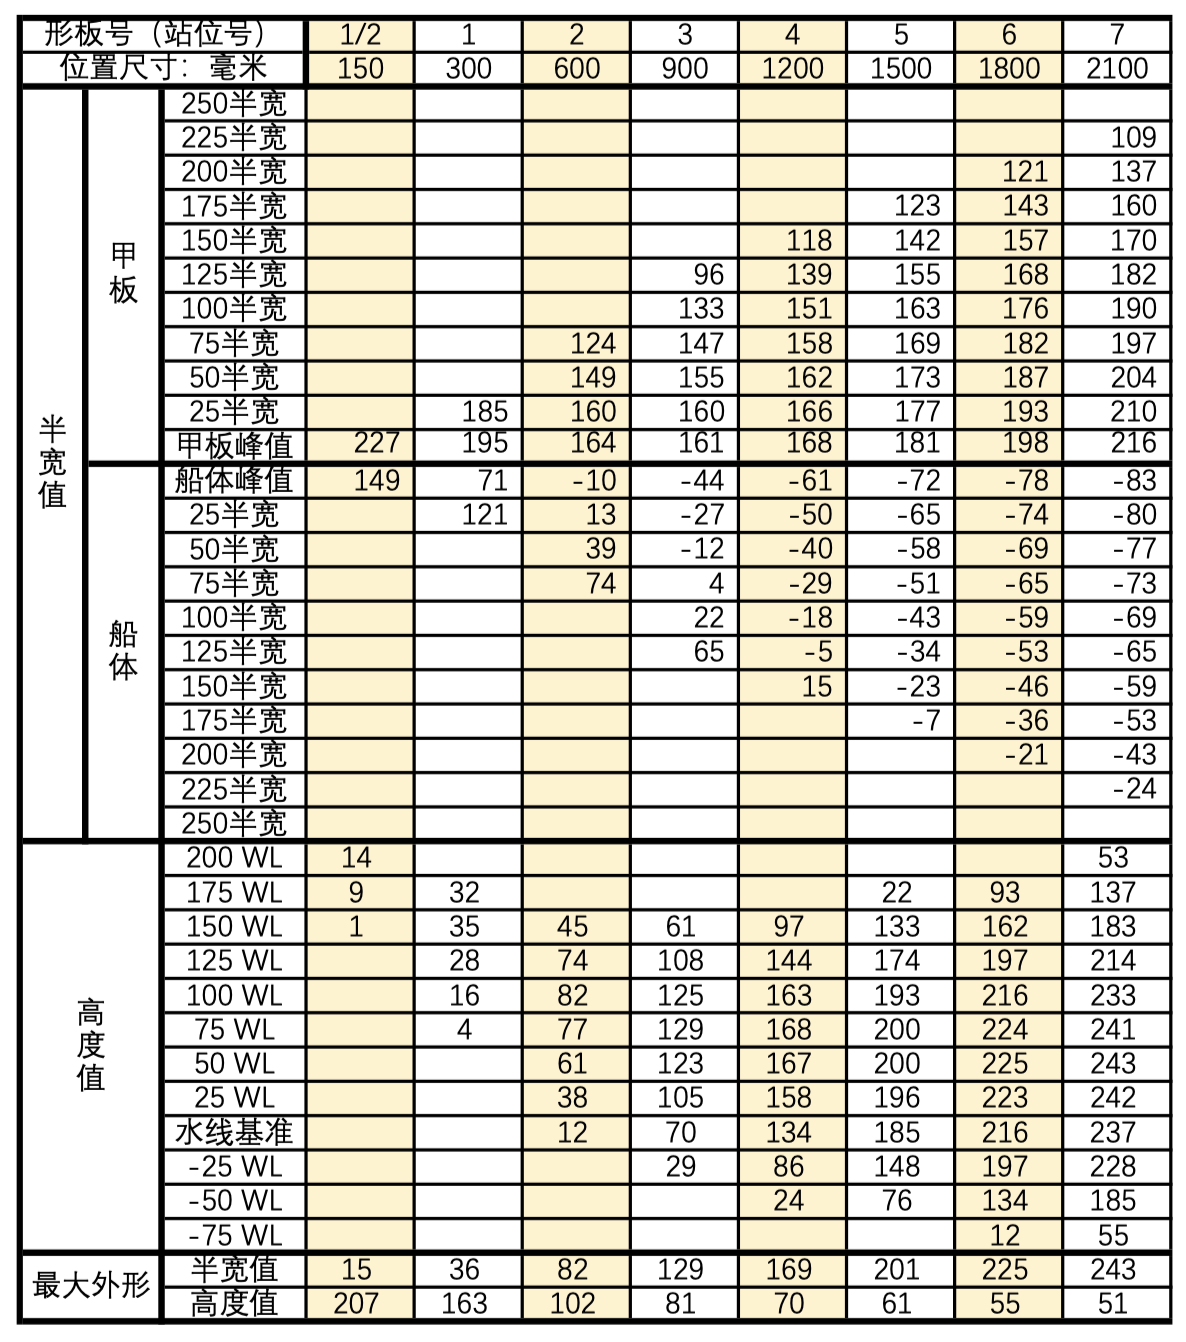 形板号（站位号） 1/2 1 2 3 4 5 6 7
位置尺寸：毫米 150 300 600 900 1200 1500 1800 2100
半宽值
甲板
250半宽
225半宽 109
200半宽 121 137
175半宽 123 143 160
150半宽 118 142 157 170
125半宽 96 139 155 168 182
100半宽 133 151 163 176 190
75半宽 124 147 158 169 182 197
50半宽 149 155 162 173 187 204
25半宽 185 160 160 166 177 193 210
甲板峰值 227 195 164 161 168 181 198 216
船体
船体峰值 149 71 -10 -44 -61 -72 -78 -83
25半宽 121 13 -27 -50 -65 -74 -80
50半宽 39 -12 -40 -58 -69 -77
75半宽 74 4 -29 -51 -65 -73
100半宽 22 -18 -43 -59 -69
125半宽 65 -5 -34 -53 -65
150半宽 15 -23 -46 -59
175半宽 -7 -36 -53
200半宽 -21 -43
225半宽 -24
250半宽
高度值
200 WL 14 53
175 WL 9 32 22 93 137
150 WL 1 35 45 61 97 133 162 183
125 WL 28 74 108 144 174 197 214
100 WL 16 82 125 163 193 216 233
75 WL 4 77 129 168 200 224 241
50 WL 61 123 167 200 225 243
25 WL 38 105 158 196 223 242
水线基准 12 70 134 185 216 237
-25 WL 29 86 148 197 228
-50 WL 24 76 134 185
-75 WL 12 55
最大外形
半宽值 15 36 82 129 169 201 225 243
高度值 207 163 102 81 70 61 55 51